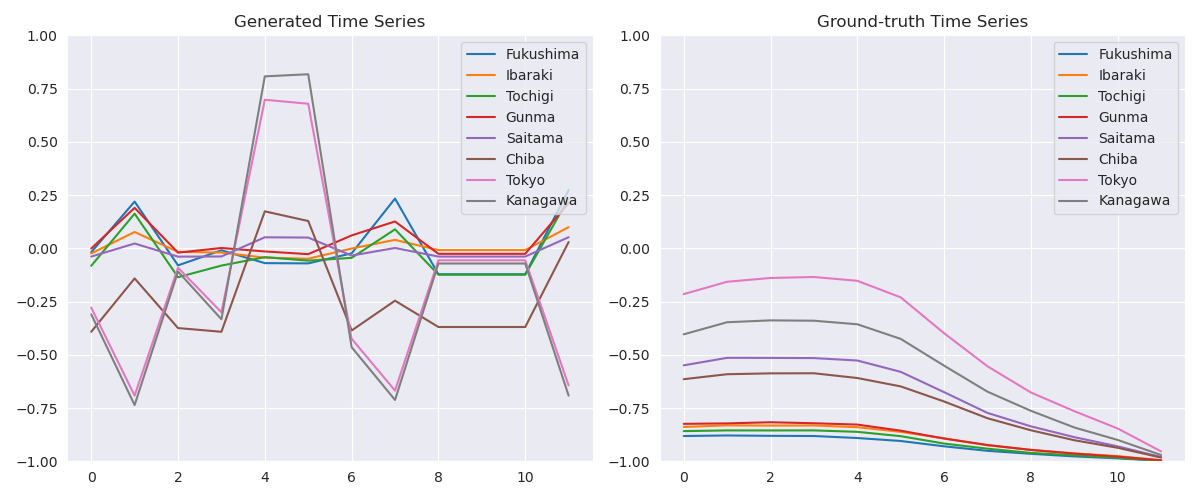 Generated Time Series
1.00
0.75
0.50
0.25
0.00
−0.25
−0.50
−0.75
−1.00
0 2 4 6 8 10
Fukushima
Ibaraki
Tochigi
Gunma
Saitama
Chiba
Tokyo
Kanagawa
Ground-truth Time Series
1.00
0.75
0.50
0.25
0.00
−0.25
−0.50
−0.75
−1.00
0 2 4 6 8 10
Fukushima
Ibaraki
Tochigi
Gunma
Saitama
Chiba
Tokyo
Kanagawa